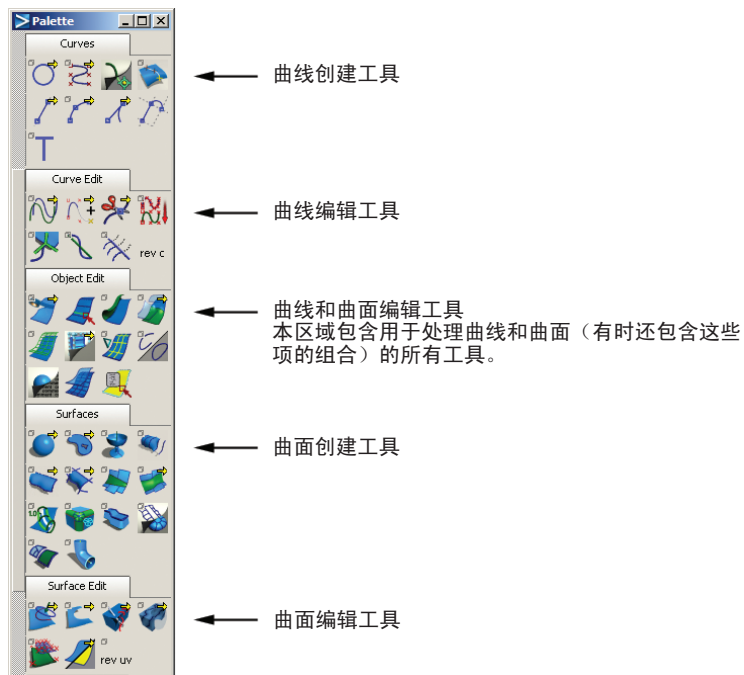 Palette
Curves
曲线创建工具
T
Curve Edit
曲线编辑工具
rev c
Object Edit
曲线和曲面编辑工具
本区域包含用于处理曲线和曲面（有时还包含这些
项的组合）的所有工具。
Surfaces
曲面创建工具
1.0
Surface Edit
曲面编辑工具
rev uv